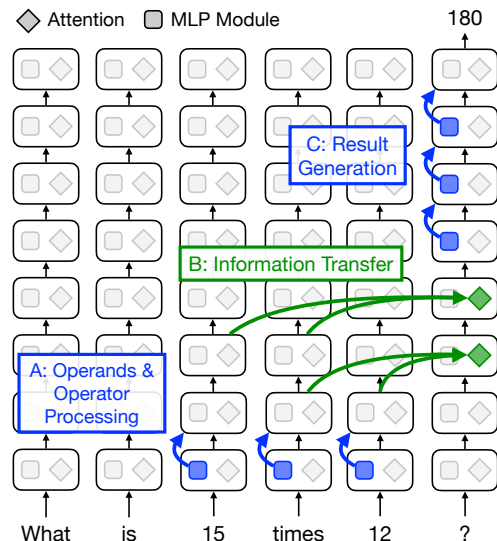 Attention MLP Module
180
C: Result
Generation
B: Information Transfer
A: Operands &
Operator
Processing
What is 15 times 12 ?